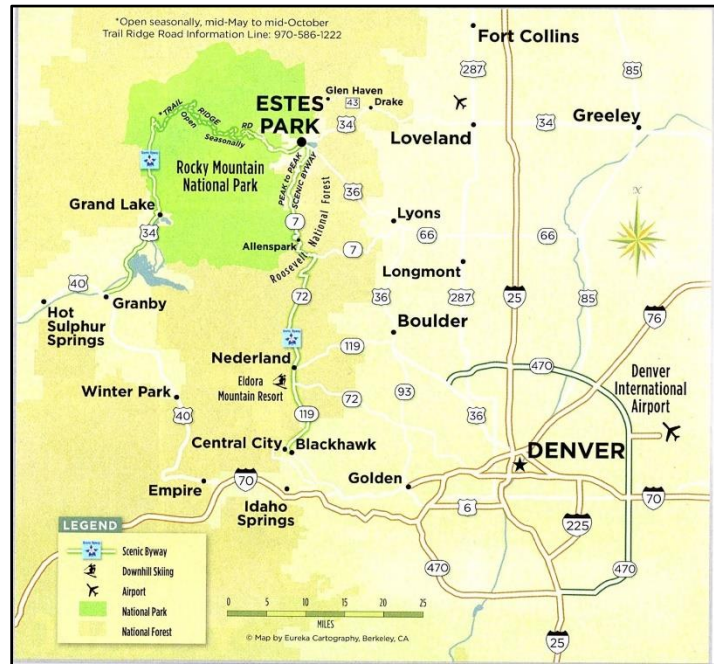 *Open seasonally, mid-May to mid-October
Trail Ridge Road Information Line: 970-586-1222
Fort Collins
287
85
Glen Haven
43
Drake
*TRAIL RIDGE RD
Open Seasonally
ESTES
PARK
34
Loveland
34
Greeley
Rocky Mountain
National Park
PEAK to PEAK
SCENIC BYWAY
36
Roosevelt National Forest
Grand Lake
34
7
Lyons
66
66
Allenspark
7
Longmont
40
Granby
72
36
287
25
85
76
Hot
Sulphur
Springs
Boulder
Nederland
119
470
Eldora
Mountain Resort
Denver
International
Airport
Winter Park
72
93
40
119
36
Central City
Blackhawk
DENVER
Empire
70
Idaho
Springs
Golden
6
70
225
470
470
25
LEGEND
Scenic Byway
Downhill Skiing
Airport
National Park
National Forest
0 5 10 15 20 25
MILES
© Map by Eureka Cartography, Berkeley, CA